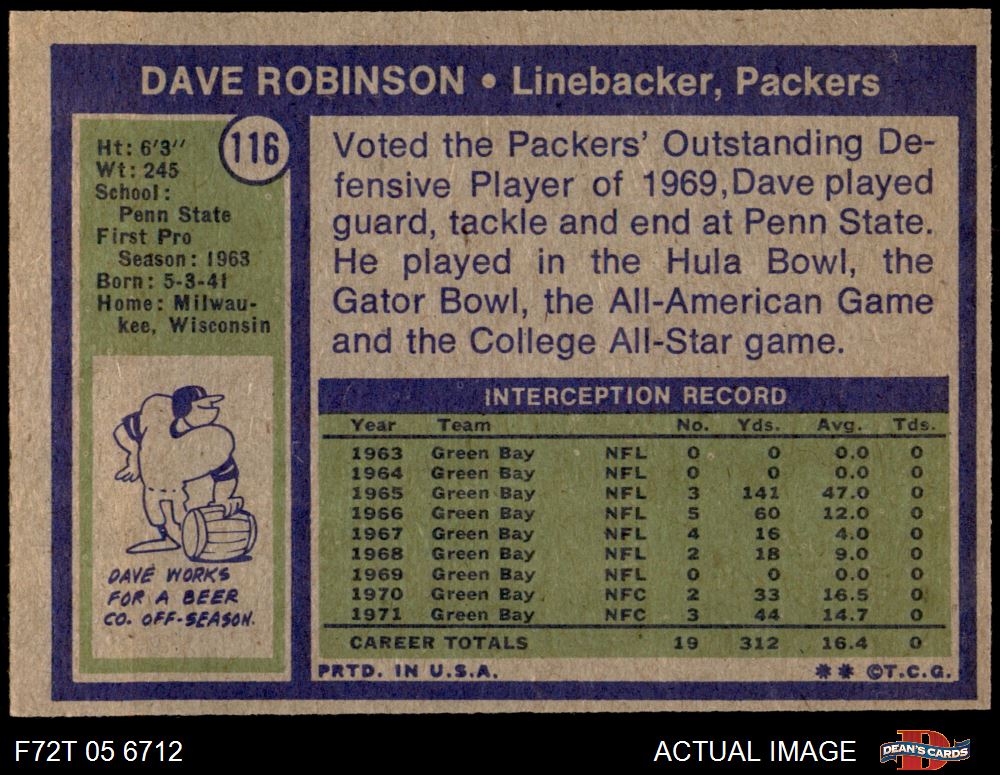 DAVE ROBINSON • Linebacker, Packers
116
Ht: 6'3''
Wt: 245
School:
Penn State
First Pro
Season: 1963
Born: 5-3-41
Home: Milwau-
kee, Wisconsin
DAVE WORKS
FOR A BEER
CO. OFF-SEASON.
Voted the Packers' Outstanding De-
fensive Player of 1969, Dave played
guard, tackle and end at Penn State.
He played in the Hula Bowl, the
Gator Bowl, the All-American Game
and the College All-Star game.
INTERCEPTION RECORD
Year Team No. Yds. Avg. Tds.
1963 Green Bay NFL 0 0 0.0 0
1964 Green Bay NFL 0 0 0.0 0
1965 Green Bay NFL 3 141 47.0 0
1966 Green Bay NFL 5 60 12.0 0
1967 Green Bay NFL 4 16 4.0 0
1968 Green Bay NFL 2 18 9.0 0
1969 Green Bay NFL 0 0 0.0 0
1970 Green Bay NFC 2 33 16.5 0
1971 Green Bay NFC 3 44 14.7 0
CAREER TOTALS 19 312 16.4 0
PRTD. IN U.S.A. ** ©T.C.G.
F72T 05 6712 ACTUAL IMAGE D DEAN'S CARDS